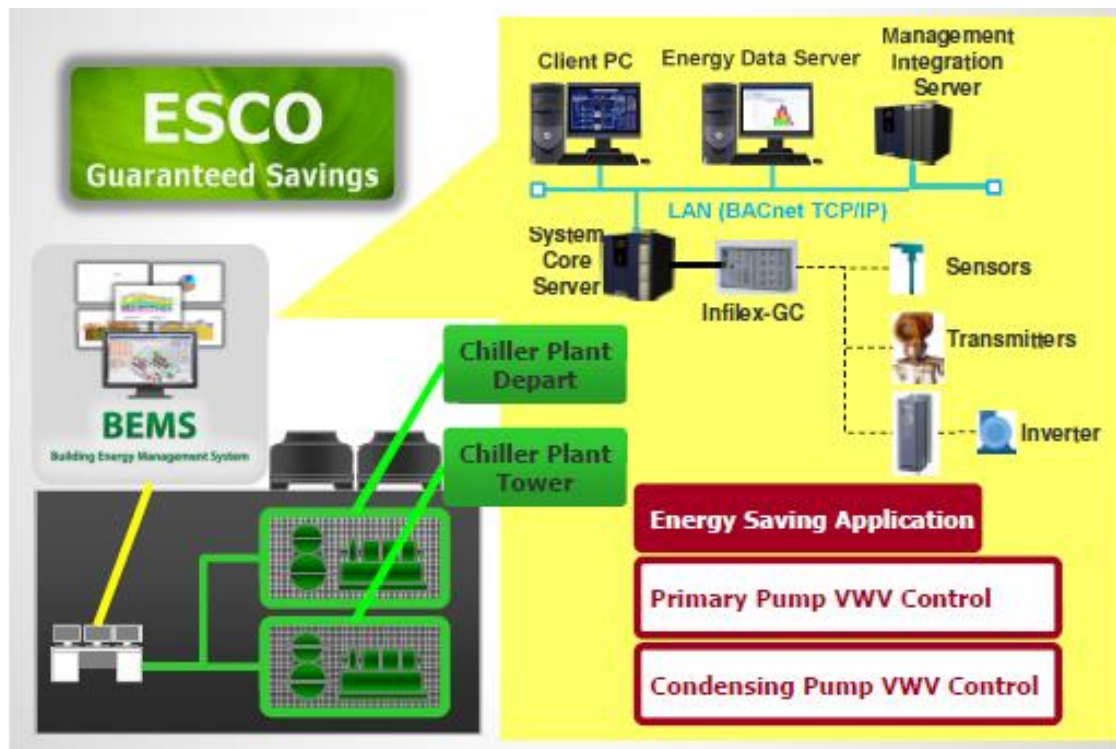 ESCO
Guaranteed Savings
Client PC
Energy Data Server
Management
Integration
Server
LAN (BACnet TCP/IP)
System
Core
Server
Infilex-GC
Sensors
Transmitters
Inverter
BEMS
Building Energy Management System
Chiller Plant
Depart
Chiller Plant
Tower
Energy Saving Application
Primary Pump VWV Control
Condensing Pump VWV Control